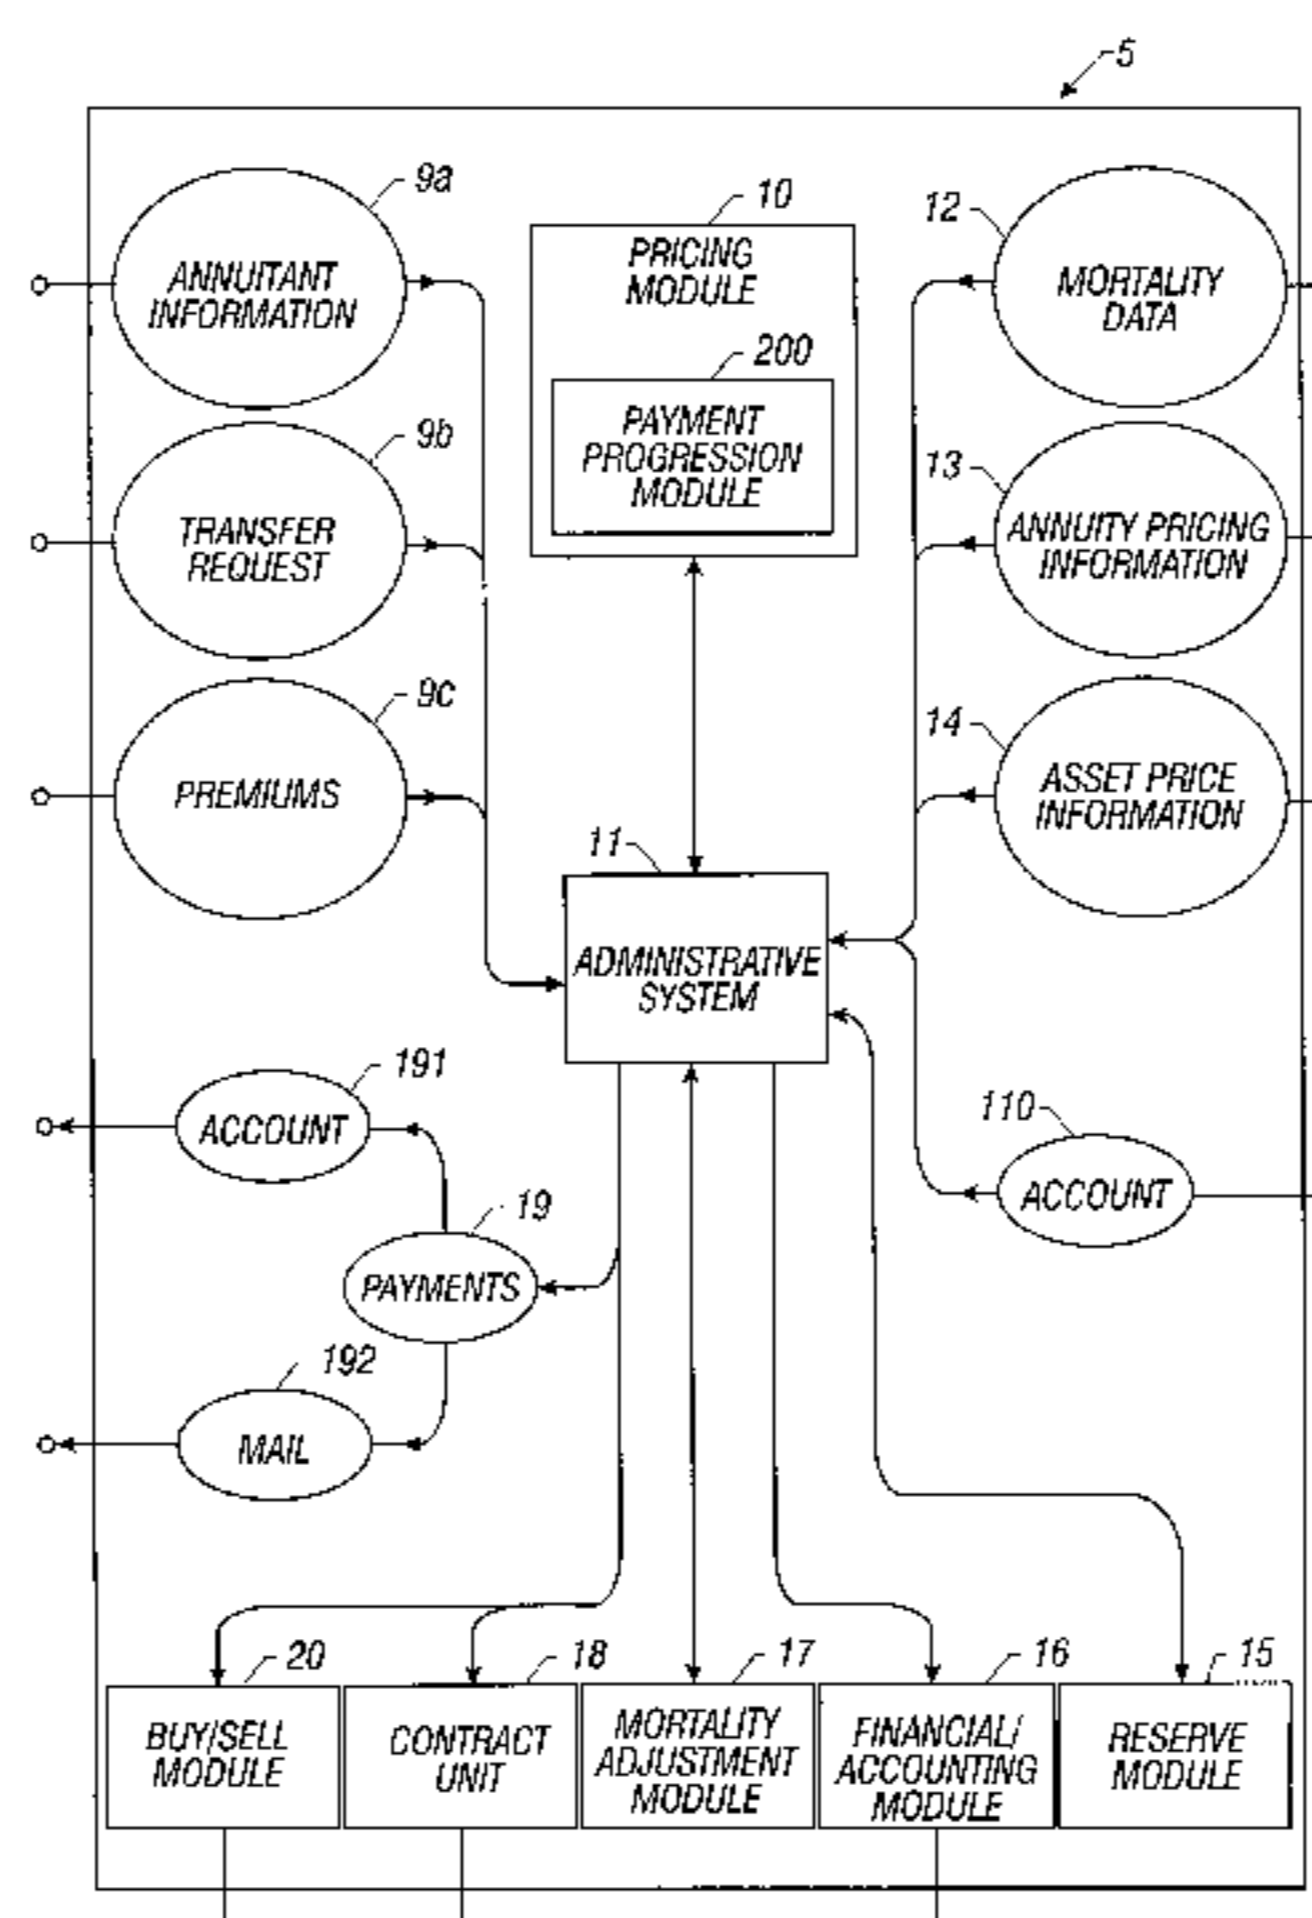 5
9a
ANNUITANT
INFORMATION
10
PRICING
MODULE
200
PAYMENT
PROGRESSION
MODULE
12
MORTALITY
DATA
9b
TRANSFER
REQUEST
13
ANNUITY PRICING
INFORMATION
9c
PREMIUMS
14
ASSET PRICE
INFORMATION
11
ADMINISTRATIVE
SYSTEM
191
ACCOUNT
110
ACCOUNT
19
PAYMENTS
192
MAIL
20
BUY/SELL
MODULE
18
CONTRACT
UNIT
17
MORTALITY
ADJUSTMENT
MODULE
16
FINANCIAL/
ACCOUNTING
MODULE
15
RESERVE
MODULE